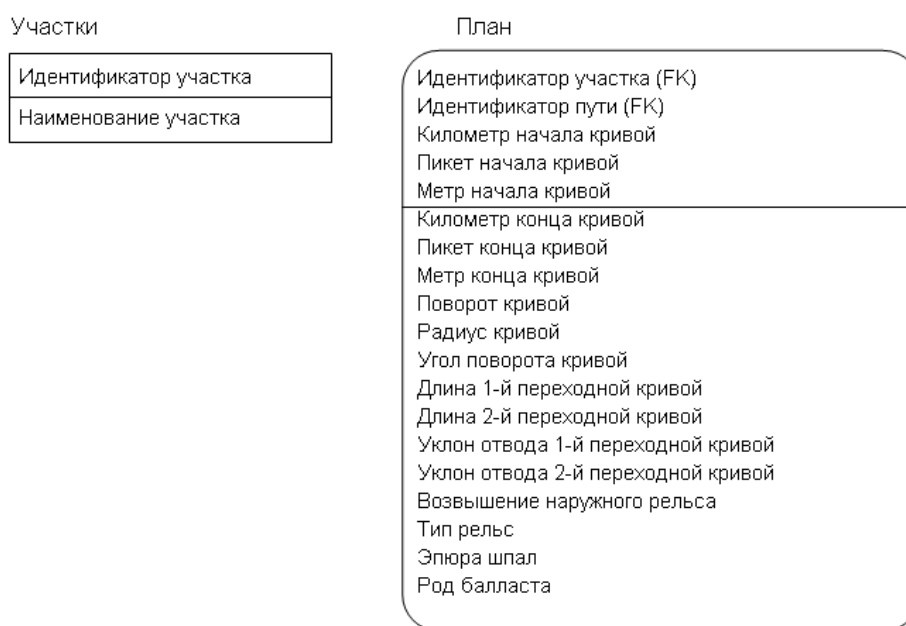 Участки
Идентификатор участка
Наименование участка
План
Идентификатор участка (FK)
Идентификатор пути (FK)
Километр начала кривой
Пикет начала кривой
Метр начала кривой
Километр конца кривой
Пикет конца кривой
Метр конца кривой
Поворот кривой
Радиус кривой
Угол поворота кривой
Длина 1-й переходной кривой
Длина 2-й переходной кривой
Уклон отвода 1-й переходной кривой
Уклон отвода 2-й переходной кривой
Возвышение наружного рельса
Тип рельс
Эпюра шпал
Род балласта